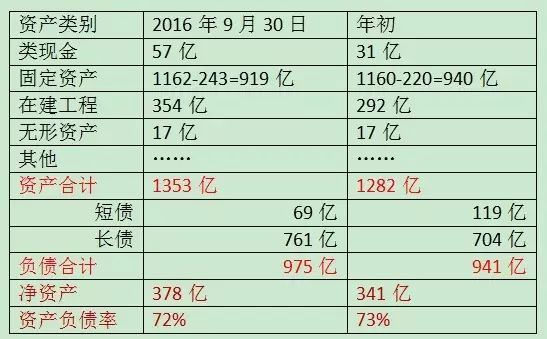 资产类别 2016 年 9 月 30 日 年初
类现金 57 亿 31 亿
固定资产 1162-243=919 亿 1160-220=940 亿
在建工程 354 亿 292 亿
无形资产 17 亿 17 亿
其他 …… ……
资产合计 1353 亿 1282 亿
短债 69 亿 119 亿
长债 761 亿 704 亿
负债合计 975 亿 941 亿
净资产 378 亿 341 亿
资产负债率 72% 73%